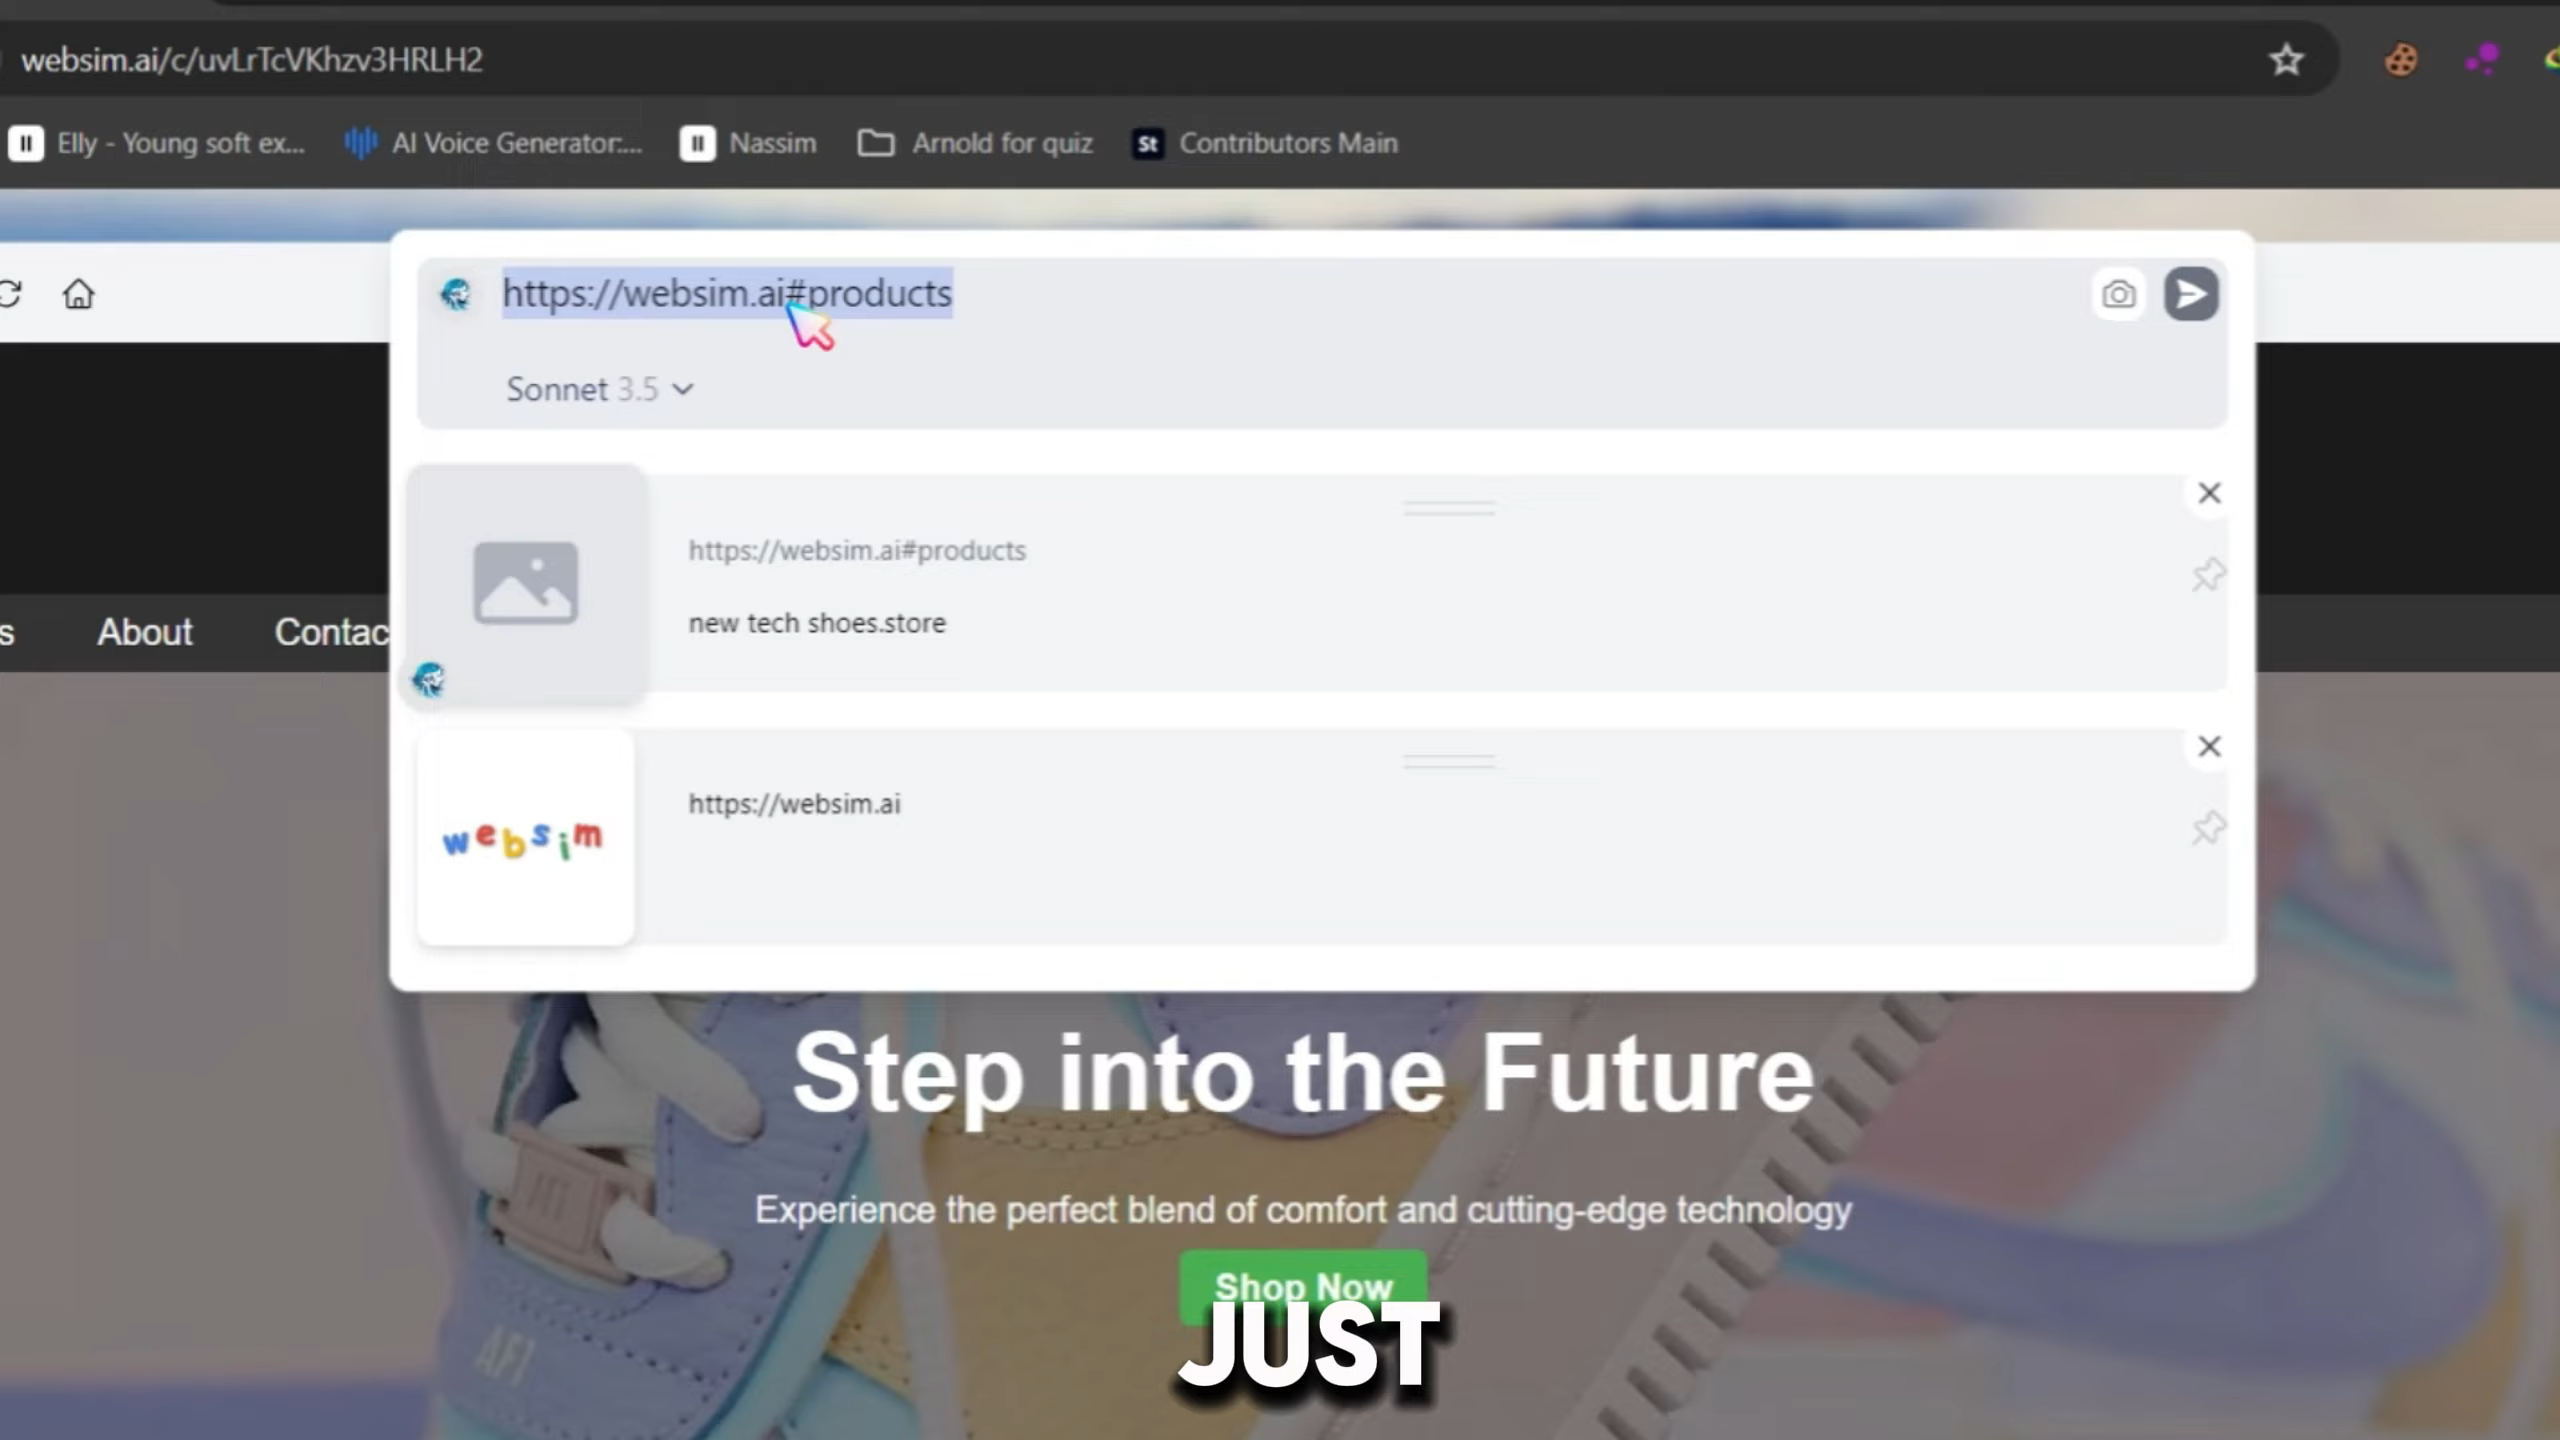 websim.ai/c/uvLrTcVKhzv3HRLH2
Elly - Young soft ex... AI Voice Generator:... Nassim Arnold for quiz St Contributors Main
https://websim.ai#products
Sonnet 3.5
https://websim.ai#products
new tech shoes.store
s About Contac
websim
https://websim.ai
Step into the Future
Experience the perfect blend of comfort and cutting-edge technology
Shop Now
JUST
AF1